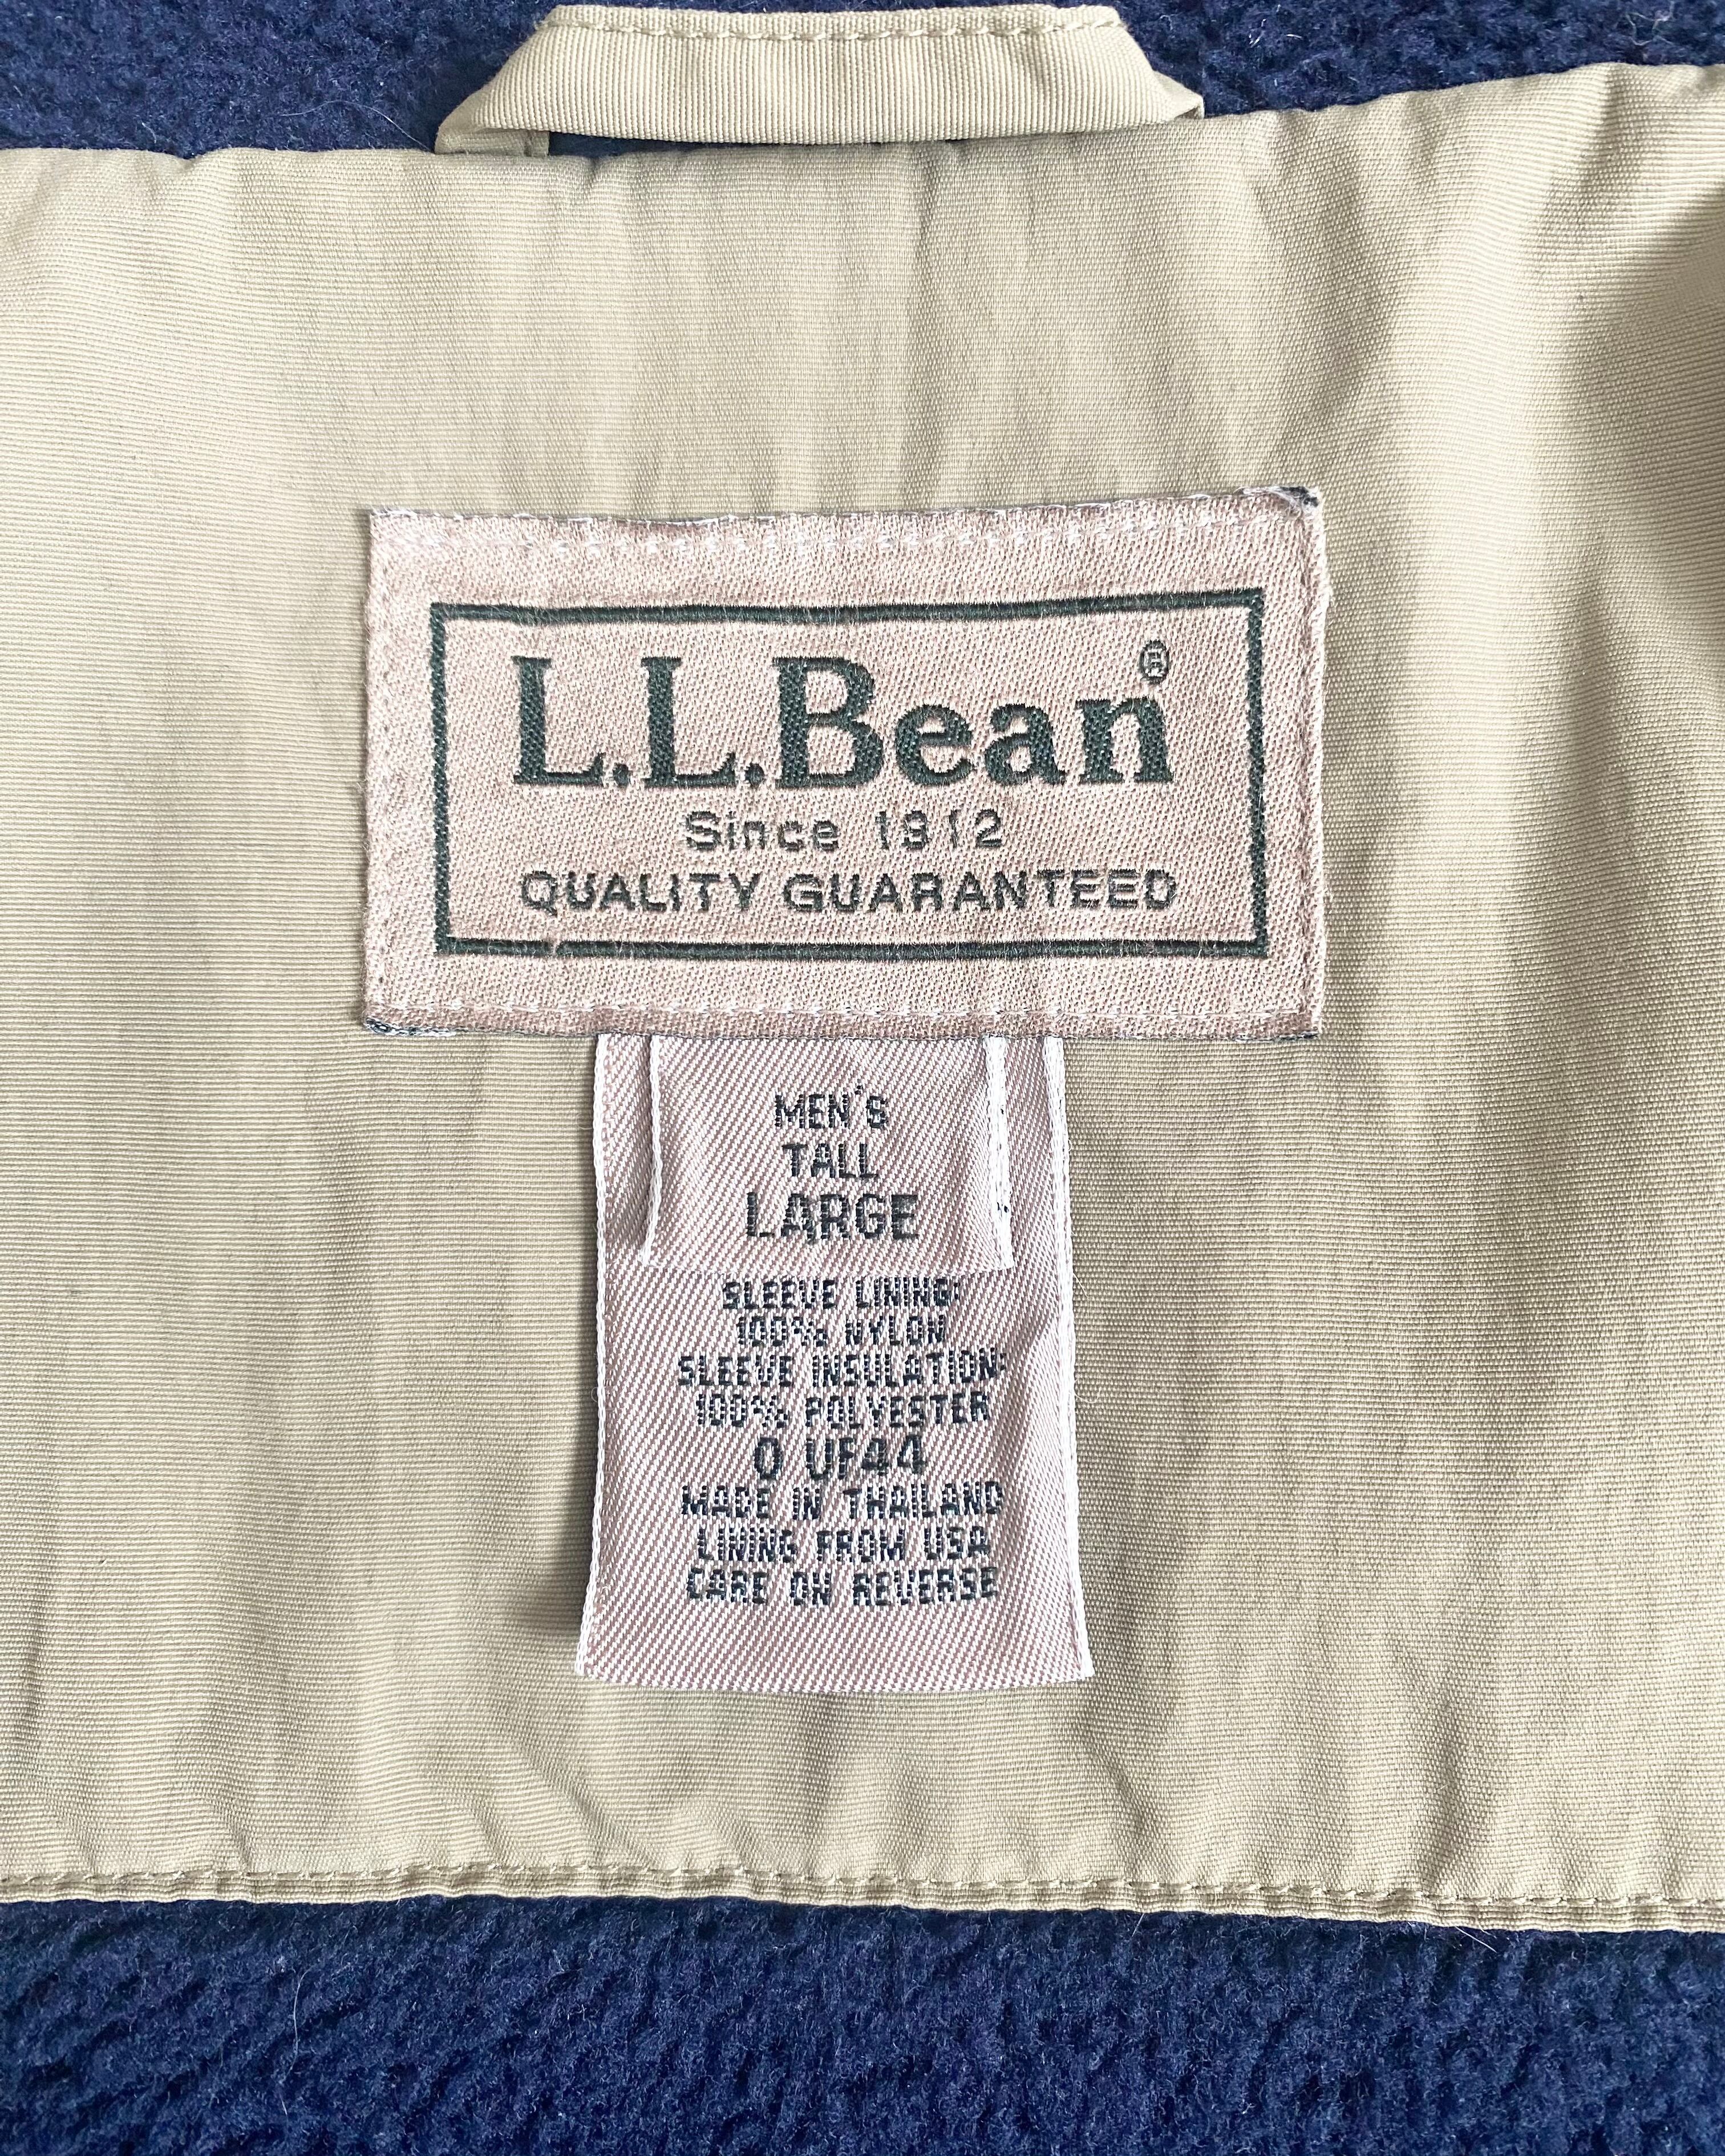 L.L.Bean®
Since 1912
QUALITY GUARANTEED
MEN'S
TALL
LARGE
SLEEVE LINING:
100% NYLON
SLEEVE INSULATION:
100% POLYESTER
0 UF44
MADE IN THAILAND
LINING FROM USA
CARE ON REVERSE